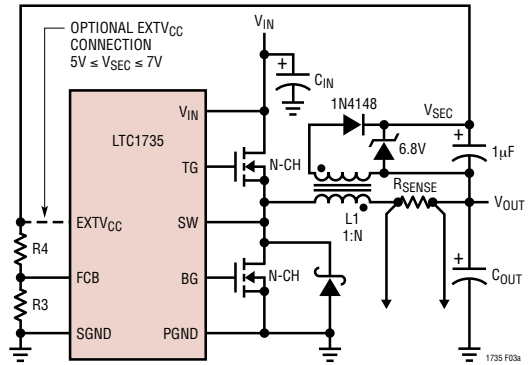 OPTIONAL EXTVCC
CONNECTION
5V ≤ VSEC ≤ 7V
VIN
+
CIN
1N4148
VSEC
VIN
LTC1735
6.8V
+
1μF
TG
N-CH
RSENSE
VOUT
EXTVCC
SW
L1
1:N
R4
+
COUT
FCB
BG
N-CH
R3
SGND
PGND
1735 F03a